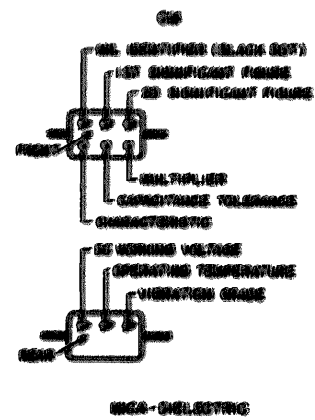 CM
MIL IDENTIFIER (BLACK DOT)
1ST SIGNIFICANT FIGURE
2D SIGNIFICANT FIGURE
FRONT
MULTIPLIER
CAPACITANCE TOLERANCE
CHARACTERISTIC
DC WORKING VOLTAGE
OPERATING TEMPERATURE
VIBRATION GRADE
REAR
MICA-DIELECTRIC